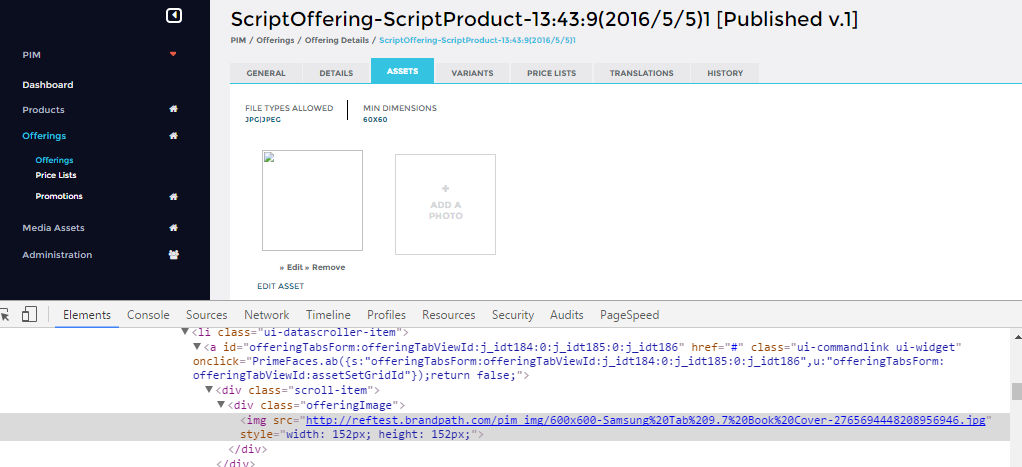 ScriptOffering-ScriptProduct-13:43:9(2016/5/5)1 [Published v.1]
PIM / Offerings / Offering Details / ScriptOffering-ScriptProduct-13:43:9(2016/5/5)1
PIM
Dashboard
Products
Offerings
Offerings
Price Lists
Promotions
Media Assets
Administration
GENERAL DETAILS ASSETS VARIANTS PRICE LISTS TRANSLATIONS HISTORY
FILE TYPES ALLOWED
JPG|JPEG
MIN DIMENSIONS
60X60
+
ADD A
PHOTO
» Edit » Remove
EDIT ASSET
Elements Console Sources Network Timeline Profiles Resources Security Audits PageSpeed
<li class="ui-datascroller-item">
<a id="offeringTabsForm:offeringTabViewId:j_idt184:0:j_idt185:0:j_idt186" href="#" class="ui-commandlink ui-widget"
onclick="PrimeFaces.ab({s:"offeringTabsForm:offeringTabViewId:j_idt184:0:j_idt185:0:j_idt186",u:"offeringTabsForm:
offeringTabViewId:assetSetGridId"});return false;">
<div class="scroll-item">
<div class="offeringImage">
<img src="http://reftest.brandpath.com/pim_img/600x600-Samsung%20Tab%209.7%20Book%20Cover-2765694448208956946.jpg"
style="width: 152px; height: 152px;">
</div>
</div>